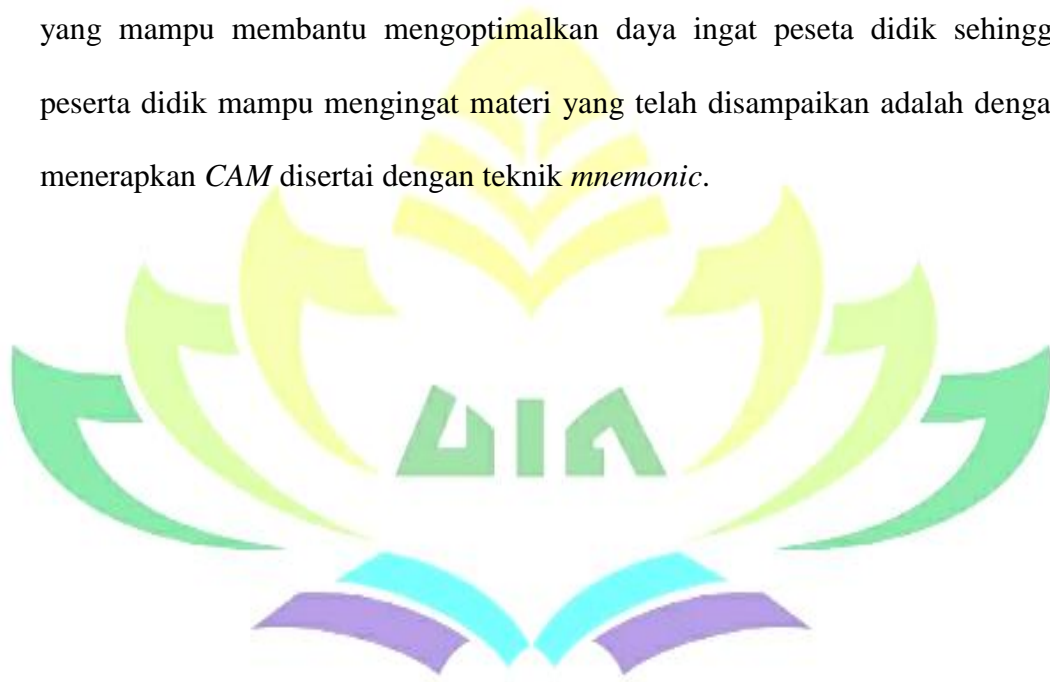 yang mampu membantu mengoptimalkan daya ingat peseta didik sehingg
peserta didik mampu mengingat materi yang telah disampaikan adalah denga
menerapkan CAM disertai dengan teknik mnemonic.
UIN